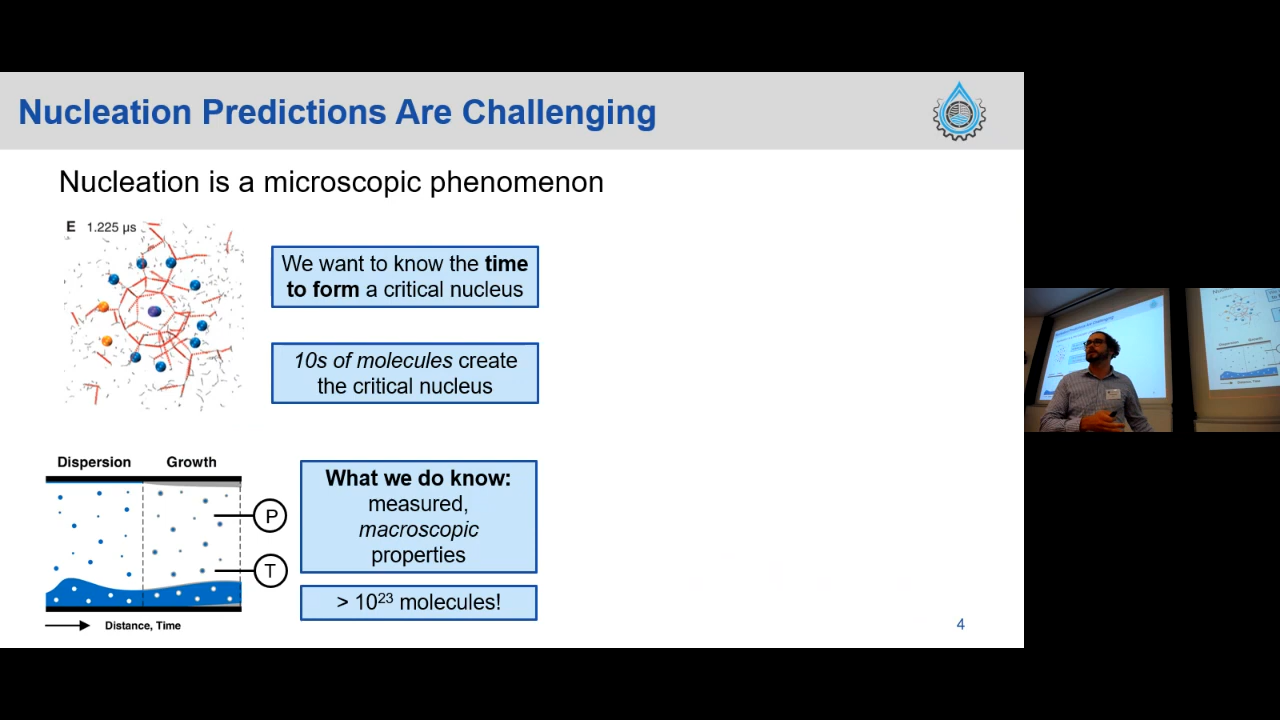 Nucleation Predictions Are Challenging
Nucleation is a microscopic phenomenon
E 1.225 µs
We want to know the time
to form a critical nucleus
10s of molecules create
the critical nucleus
Dispersion Growth
P
T
Distance, Time
What we do know:
measured,
macroscopic
properties
> 10²³ molecules!
4